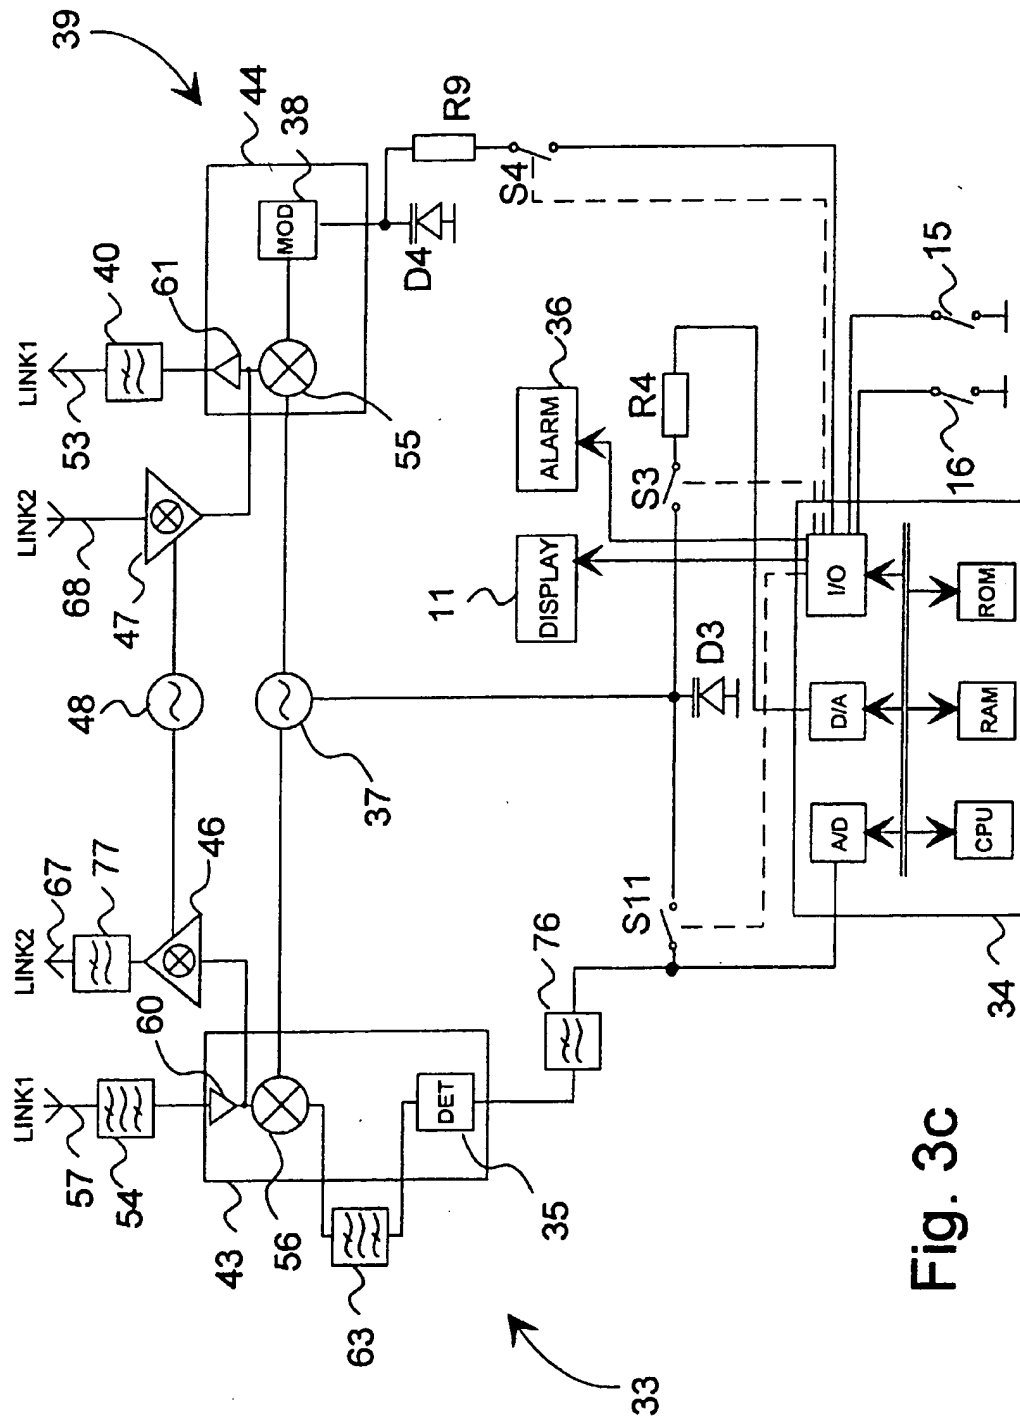 39
LINK1
57
54
43
60
LINK2
67
77
46
48
LINK2
68
47
LINK1
53
40
61
44
38
MOD
55
56
37
63
DET
35
33
76
D4
R9
S4
11
DISPLAY
36
ALARM
S11
D3
S3
R4
16
15
34
A/D
D/A
I/O
CPU
RAM
ROM
Fig. 3c